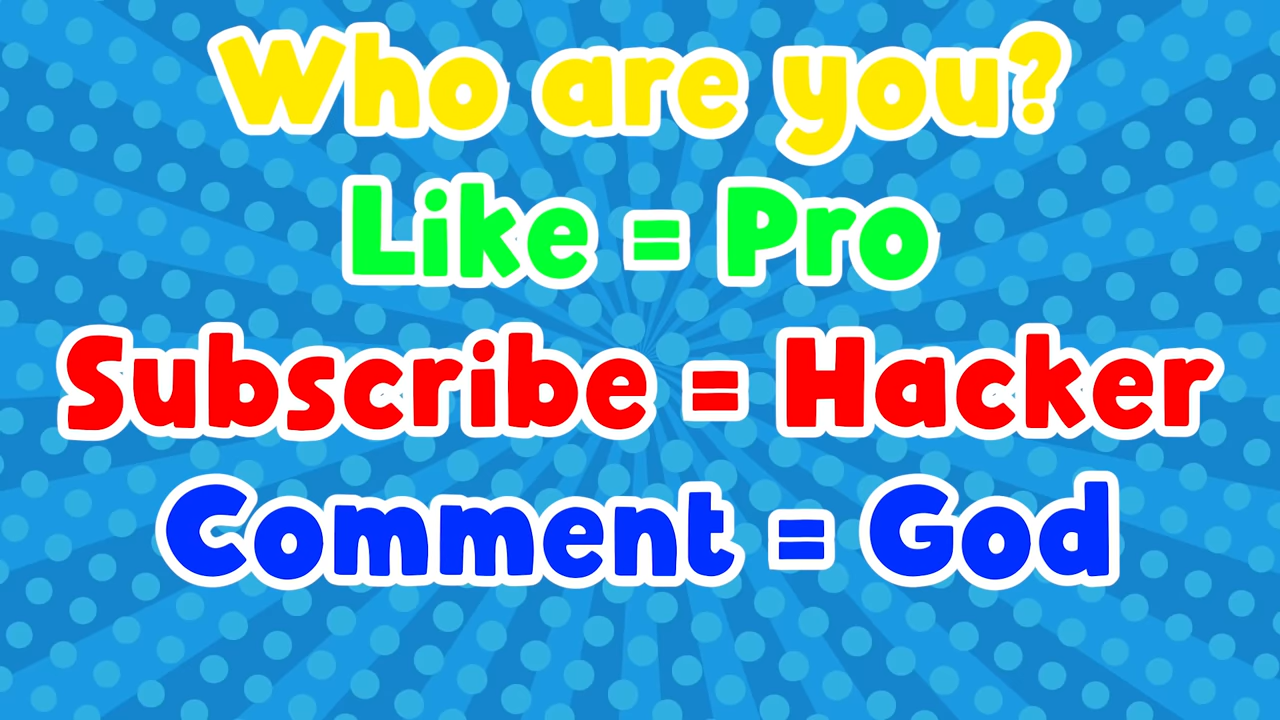 Who are you?
Like = Pro
Subscribe = Hacker
Comment = God